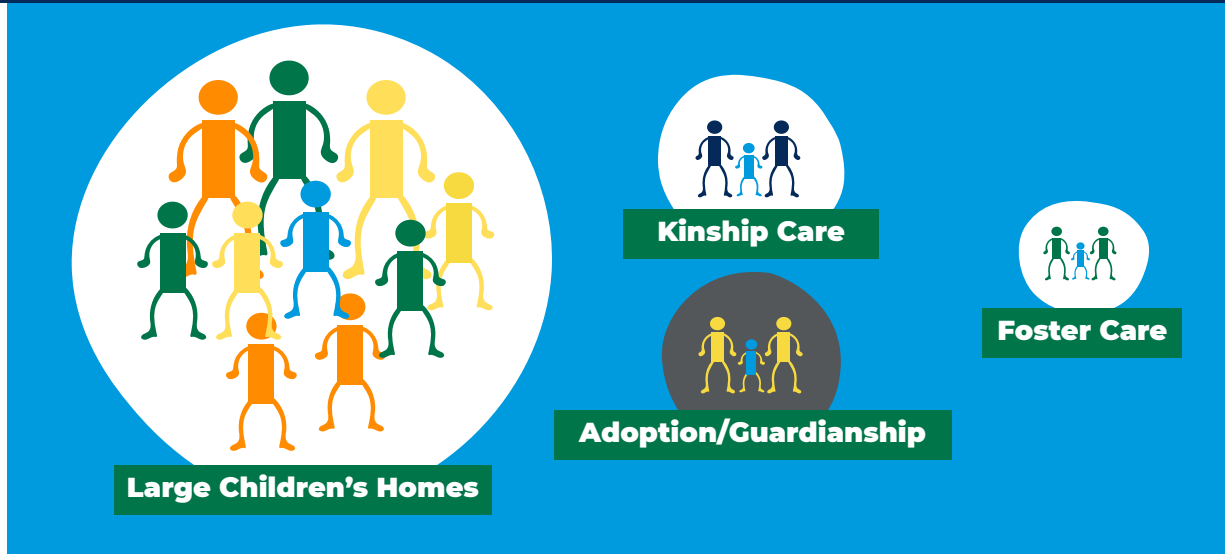 Large Children’s Homes
Kinship Care
Adoption/Guardianship
Foster Care